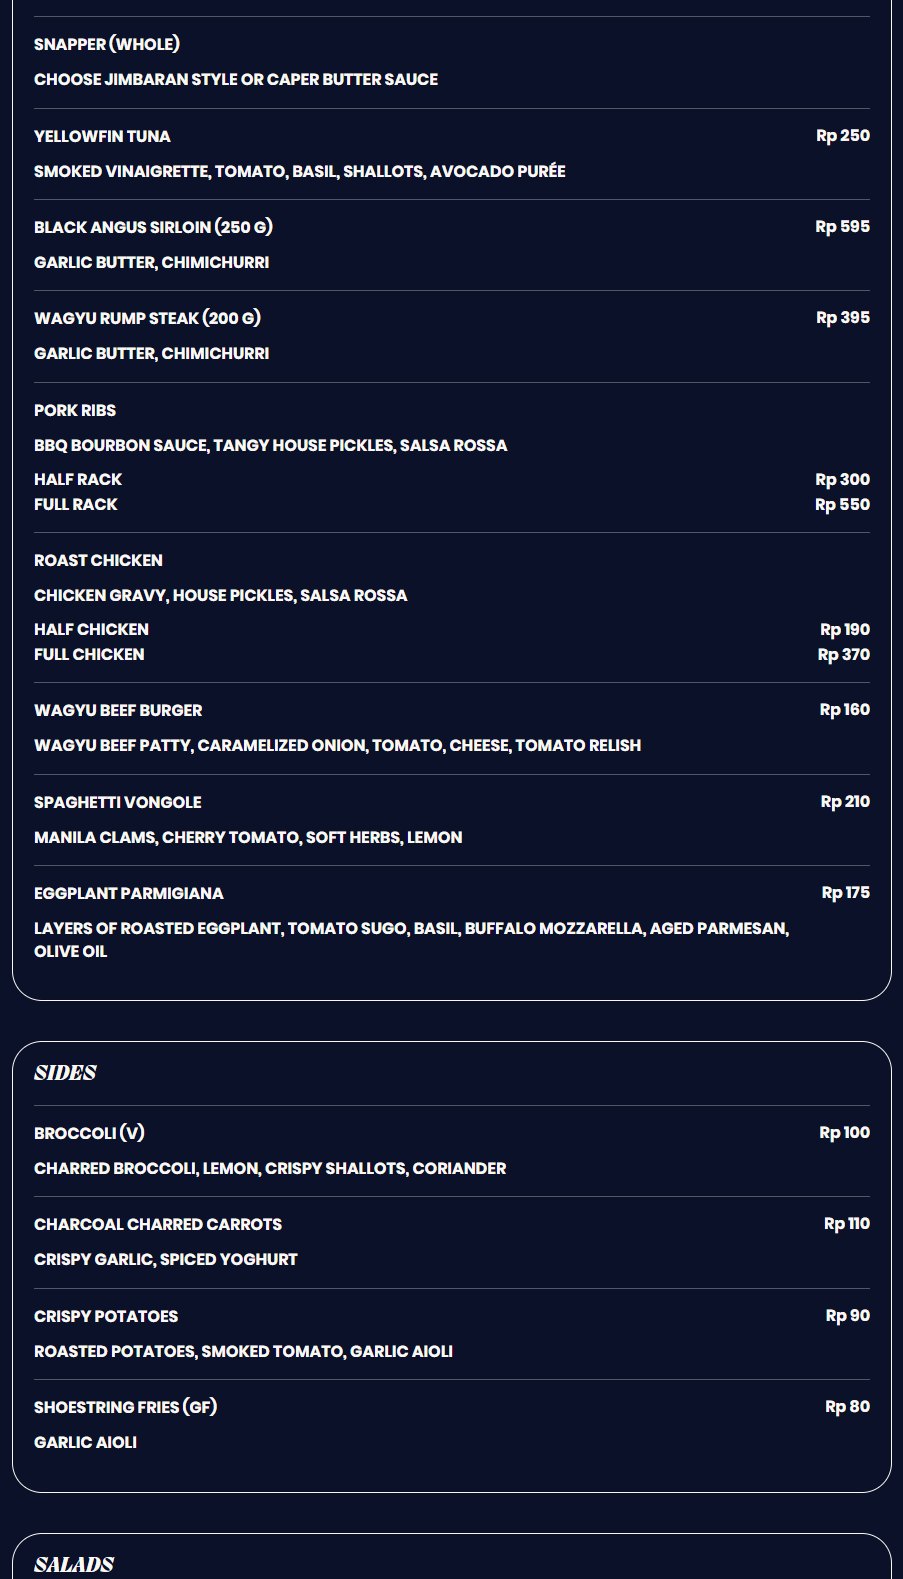 SNAPPER (WHOLE)
CHOOSE JIMBARAN STYLE OR CAPER BUTTER SAUCE
YELLOWFIN TUNA Rp 250
SMOKED VINAIGRETTE, TOMATO, BASIL, SHALLOTS, AVOCADO PURÉE
BLACK ANGUS SIRLOIN (250 G) Rp 595
GARLIC BUTTER, CHIMICHURRI
WAGYU RUMP STEAK (200 G) Rp 395
GARLIC BUTTER, CHIMICHURRI
PORK RIBS
BBQ BOURBON SAUCE, TANGY HOUSE PICKLES, SALSA ROSSA
HALF RACK Rp 300
FULL RACK Rp 550
ROAST CHICKEN
CHICKEN GRAVY, HOUSE PICKLES, SALSA ROSSA
HALF CHICKEN Rp 190
FULL CHICKEN Rp 370
WAGYU BEEF BURGER Rp 160
WAGYU BEEF PATTY, CARAMELIZED ONION, TOMATO, CHEESE, TOMATO RELISH
SPAGHETTI VONGOLE Rp 210
MANILA CLAMS, CHERRY TOMATO, SOFT HERBS, LEMON
EGGPLANT PARMIGIANA Rp 175
LAYERS OF ROASTED EGGPLANT, TOMATO SUGO, BASIL, BUFFALO MOZZARELLA, AGED PARMESAN,
OLIVE OIL
SIDES
BROCCOLI (V) Rp 100
CHARRED BROCCOLI, LEMON, CRISPY SHALLOTS, CORIANDER
CHARCOAL CHARRED CARROTS Rp 110
CRISPY GARLIC, SPICED YOGHURT
CRISPY POTATOES Rp 90
ROASTED POTATOES, SMOKED TOMATO, GARLIC AIOLI
SHOESTRING FRIES (GF) Rp 80
GARLIC AIOLI
SALADS